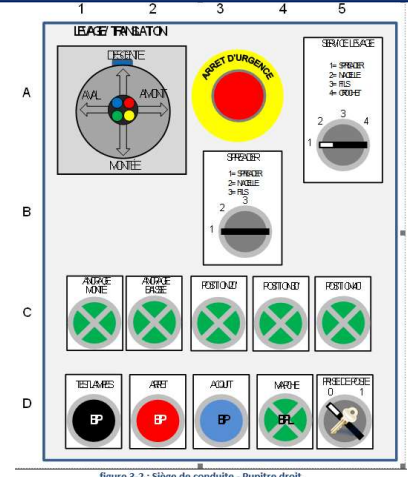 1 2 3 4 5
LEVAGE/ TRANSLATION
DESCENTE
AVAL
AMONT
MONTEE
ARRET D'URGENCE
SERVICE LEVAGE
1= SPREADER
2= NACELLE
3= FILS
4= CROCHET
3
2 4
1
A
SPREADER
1= SPREADER
2= NACELLE
3= FILS
3
2
1
B
ANCRAGE MONTE
ANCRAGE BAISSE
POSITION 20'
POSITION 30'
POSITION 40'
C
TEST LAMPES
ARRET
ACQUIT
MARCHE
PRISE DE POSTE
0 1
BP
BP
BP
BPL
D
figure 3-2 : Siège de conduite - Pupitre droit